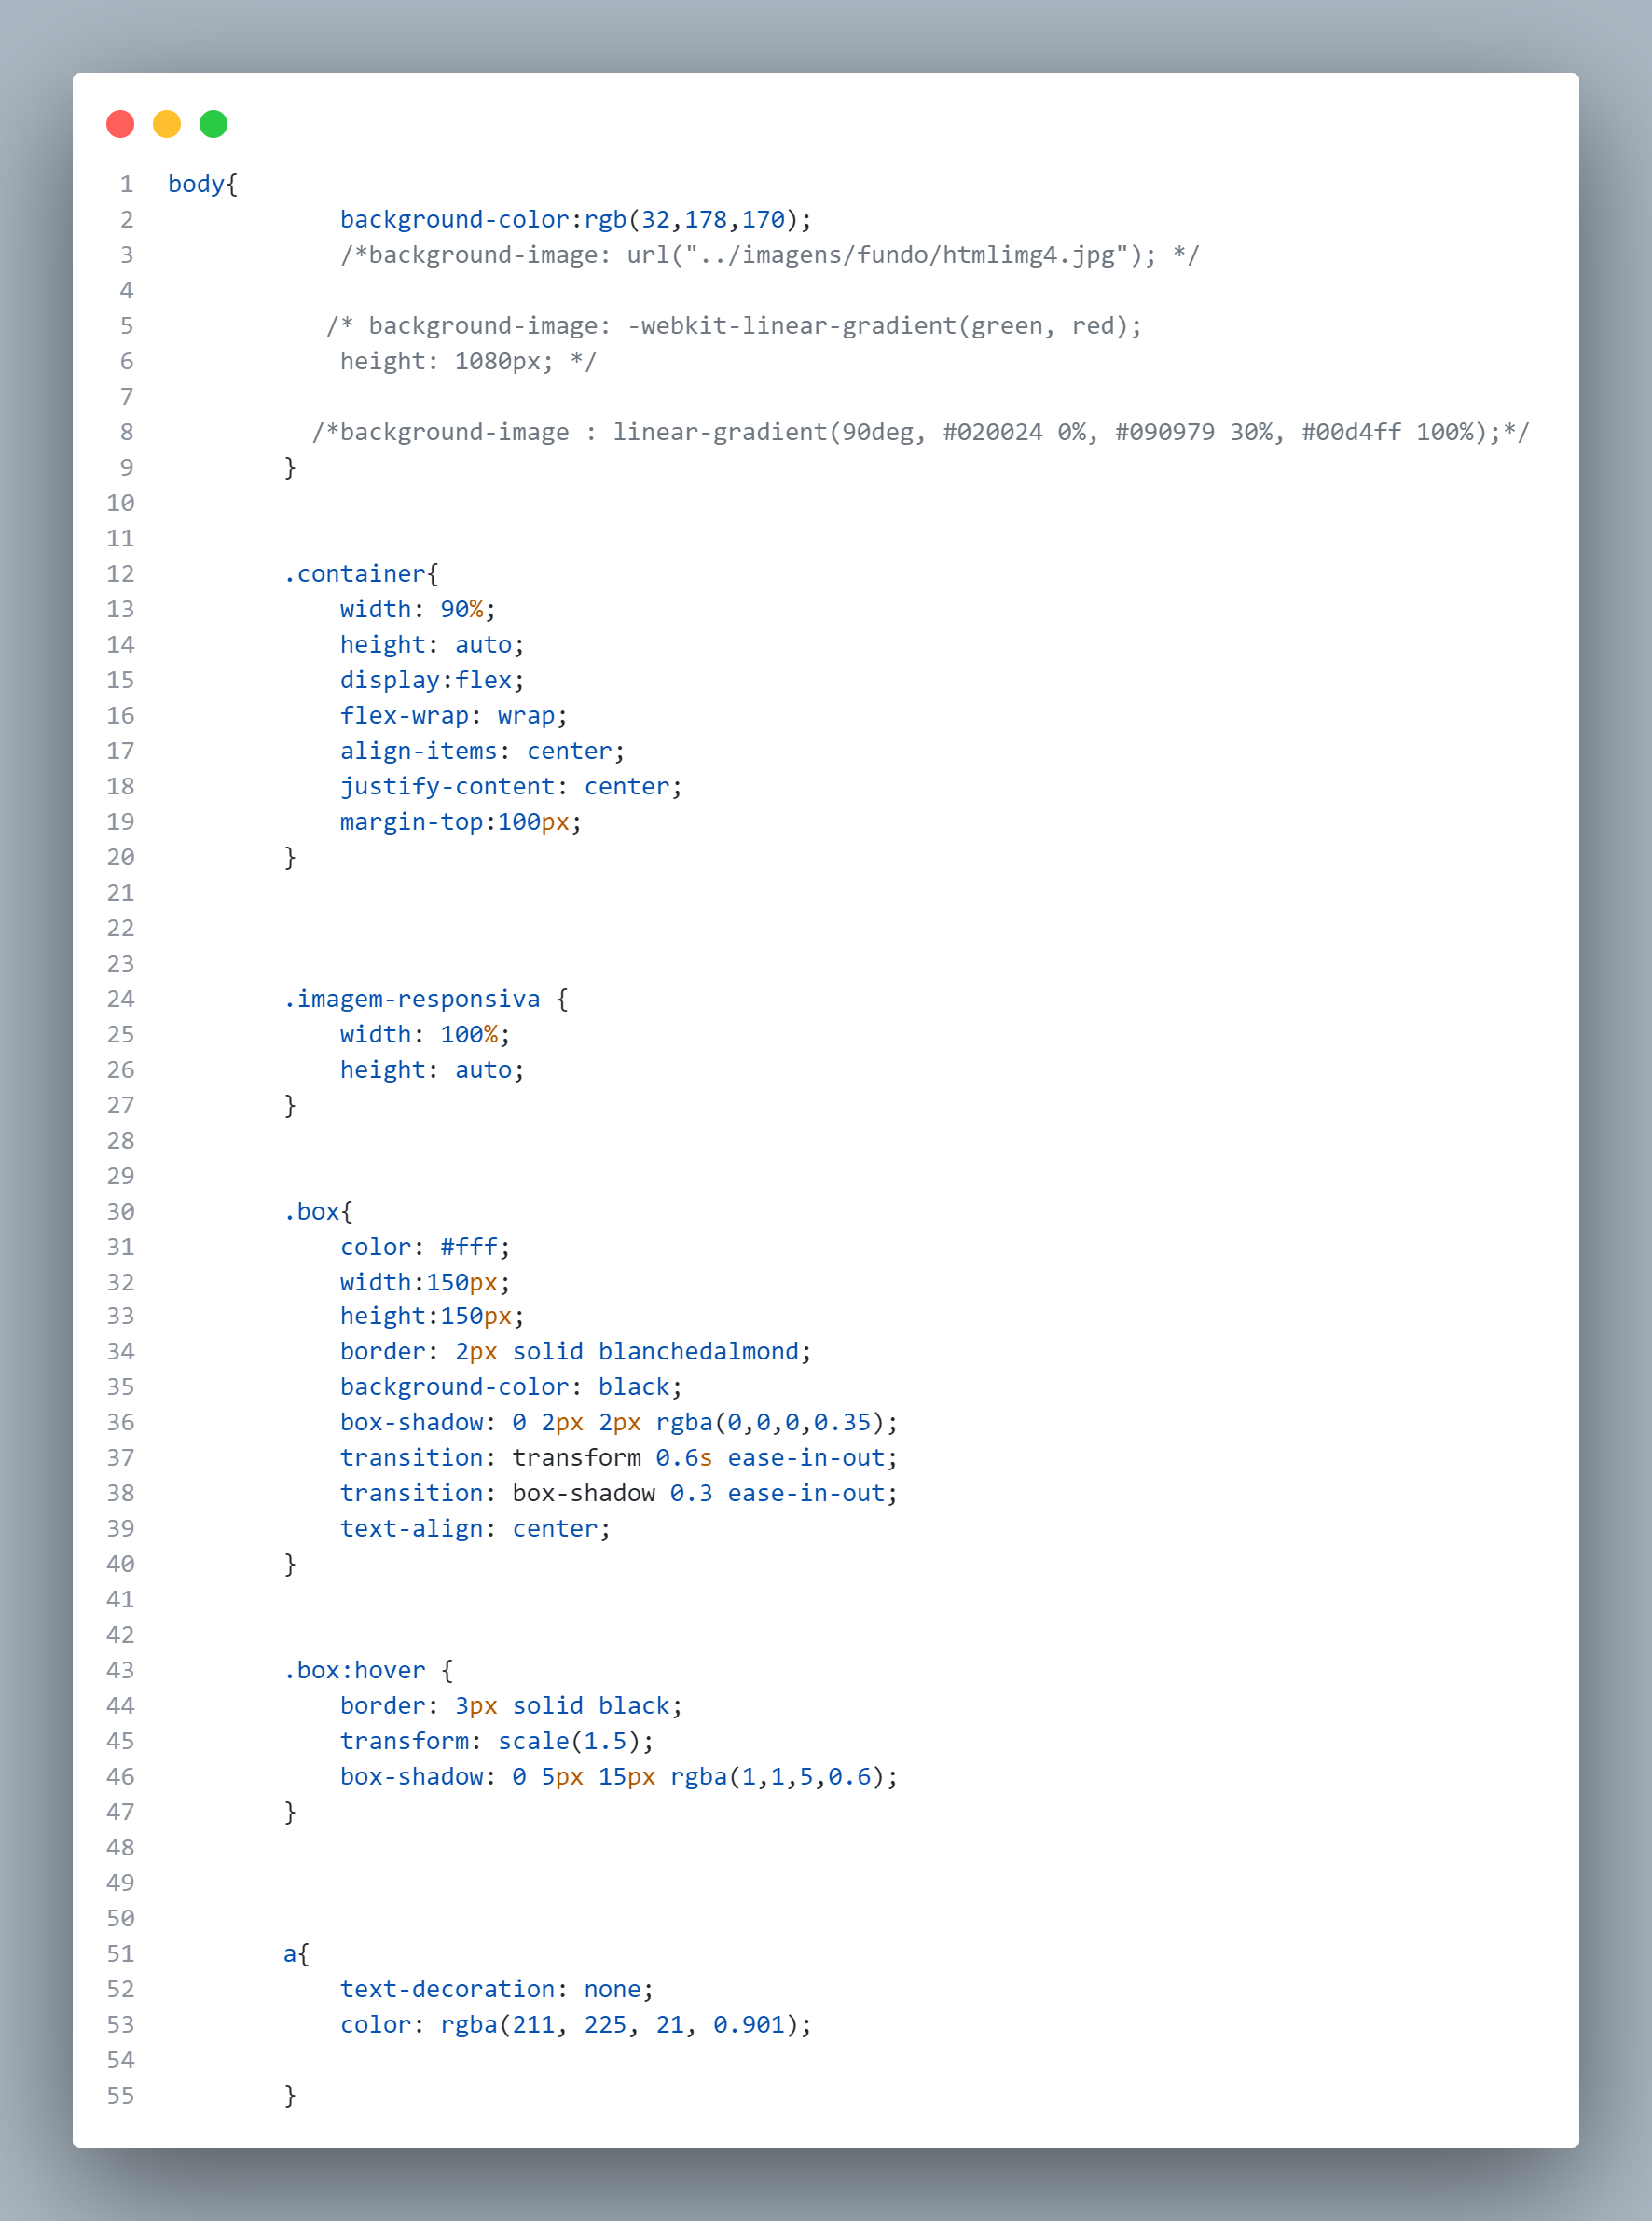 1 body{
2 background-color:rgb(32,178,170);
3 /*background-image: url("../imagens/fundo/htmlimg4.jpg"); */
4
5 /* background-image: -webkit-linear-gradient(green, red);
6 height: 1080px; */
7
8 /*background-image : linear-gradient(90deg, #020024 0%, #090979 30%, #00d4ff 100%);*/
9 }
10
11
12 .container{
13 width: 90%;
14 height: auto;
15 display:flex;
16 flex-wrap: wrap;
17 align-items: center;
18 justify-content: center;
19 margin-top:100px;
20 }
21
22
23
24 .imagem-responsiva {
25 width: 100%;
26 height: auto;
27 }
28
29
30 .box{
31 color: #fff;
32 width:150px;
33 height:150px;
34 border: 2px solid blanchedalmond;
35 background-color: black;
36 box-shadow: 0 2px 2px rgba(0,0,0,0.35);
37 transition: transform 0.6s ease-in-out;
38 transition: box-shadow 0.3 ease-in-out;
39 text-align: center;
40 }
41
42
43 .box:hover {
44 border: 3px solid black;
45 transform: scale(1.5);
46 box-shadow: 0 5px 15px rgba(1,1,5,0.6);
47 }
48
49
50
51 a{
52 text-decoration: none;
53 color: rgba(211, 225, 21, 0.901);
54
55 }